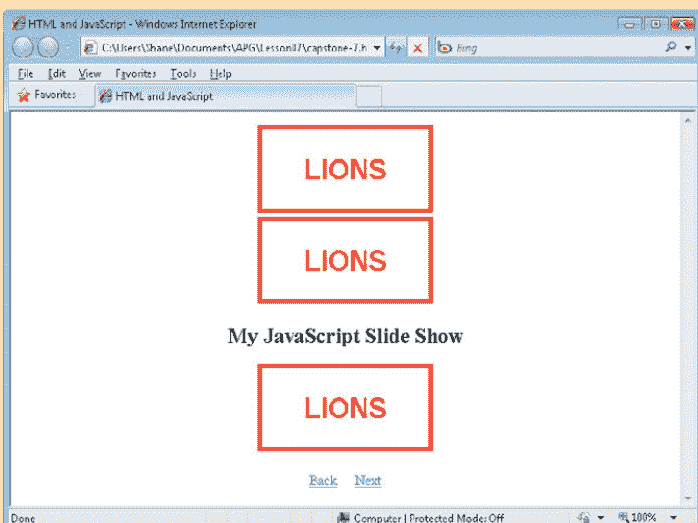 HTML and JavaScript - Windows Internet Explorer
C:\Users\Shane\Documents\APG\Lesson17\capstone-7.h
Bing
File Edit View Favorites Tools Help
Favorites
HTML and JavaScript
LIONS
LIONS
My JavaScript Slide Show
LIONS
Back Next
Done
Computer | Protected Mode: Off
100%